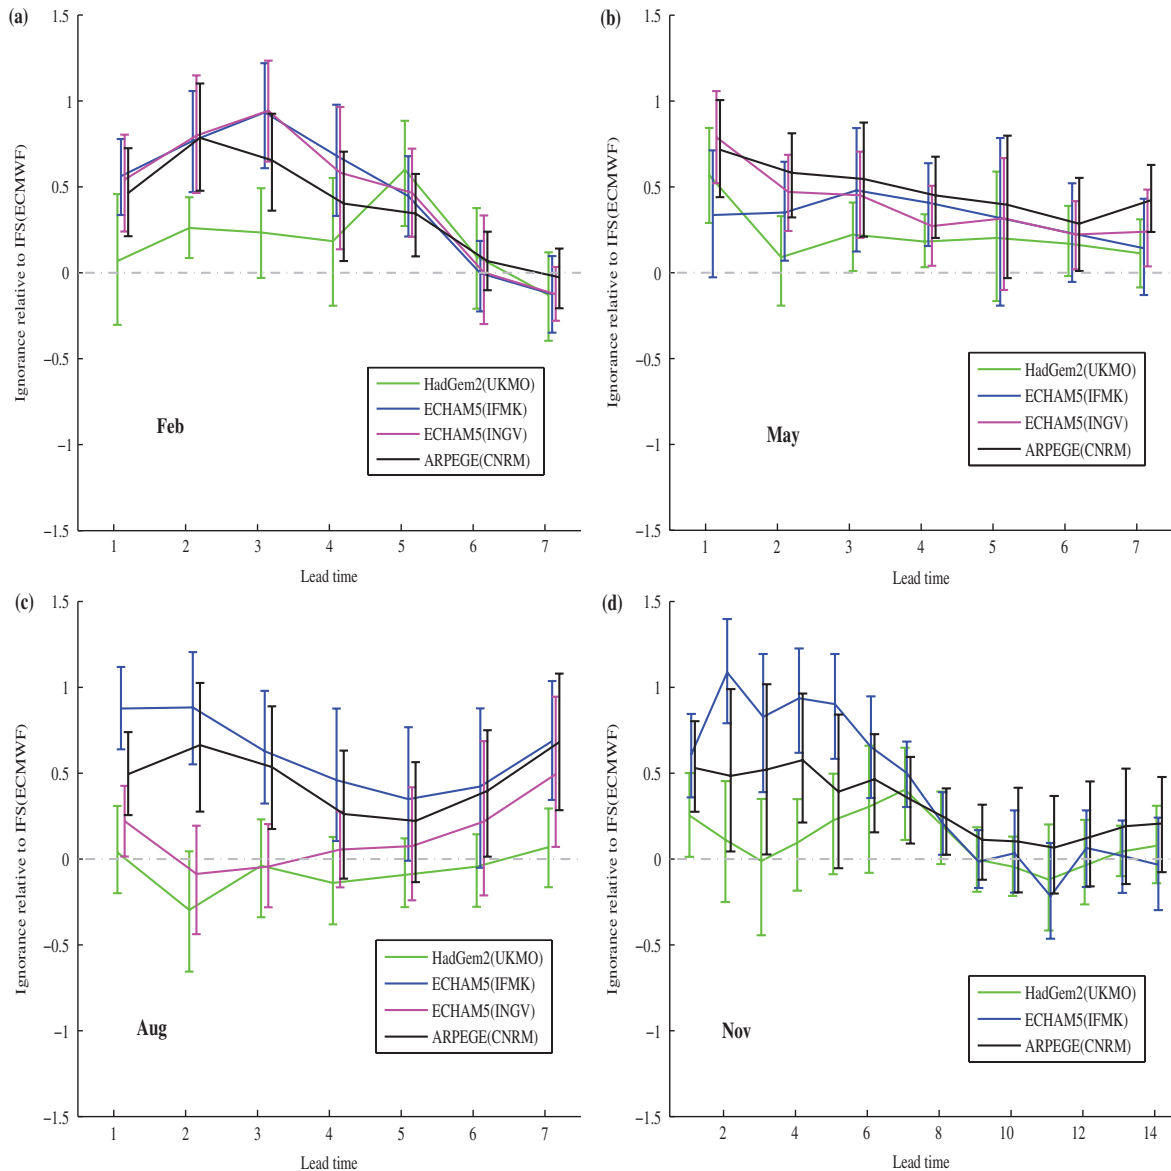 (a)
1.5
1
0.5
0
−0.5
−1
−1.5
Ignorance relative to IFS(ECMWF)
HadGem2(UKMO)
ECHAM5(IFMK)
ECHAM5(INGV)
ARPEGE(CNRM)
Feb
1 2 3 4 5 6 7
Lead time
(b)
1.5
1
0.5
0
−0.5
−1
−1.5
Ignorance relative to IFS(ECMWF)
HadGem2(UKMO)
ECHAM5(IFMK)
ECHAM5(INGV)
ARPEGE(CNRM)
May
1 2 3 4 5 6 7
Lead time
(c)
1.5
1
0.5
0
−0.5
−1
−1.5
Ignorance relative to IFS(ECMWF)
HadGem2(UKMO)
ECHAM5(IFMK)
ECHAM5(INGV)
ARPEGE(CNRM)
Aug
1 2 3 4 5 6 7
Lead time
(d)
1.5
1
0.5
0
−0.5
−1
−1.5
Ignorance relative to IFS(ECMWF)
HadGem2(UKMO)
ECHAM5(IFMK)
ARPEGE(CNRM)
Nov
2 4 6 8 10 12 14
Lead time